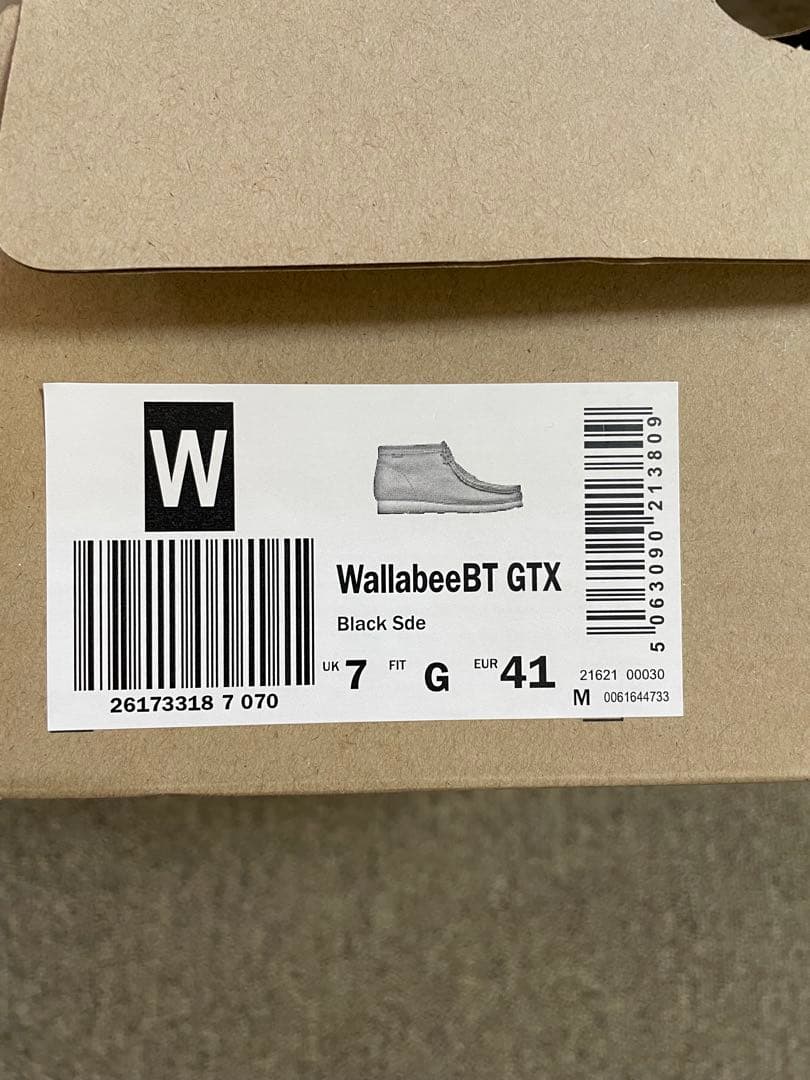 W
26173318 7 070
WallabeeBT GTX
Black Sde
UK 7 FIT G EUR 41
5 063090 213809
21621 00030
M 0061644733